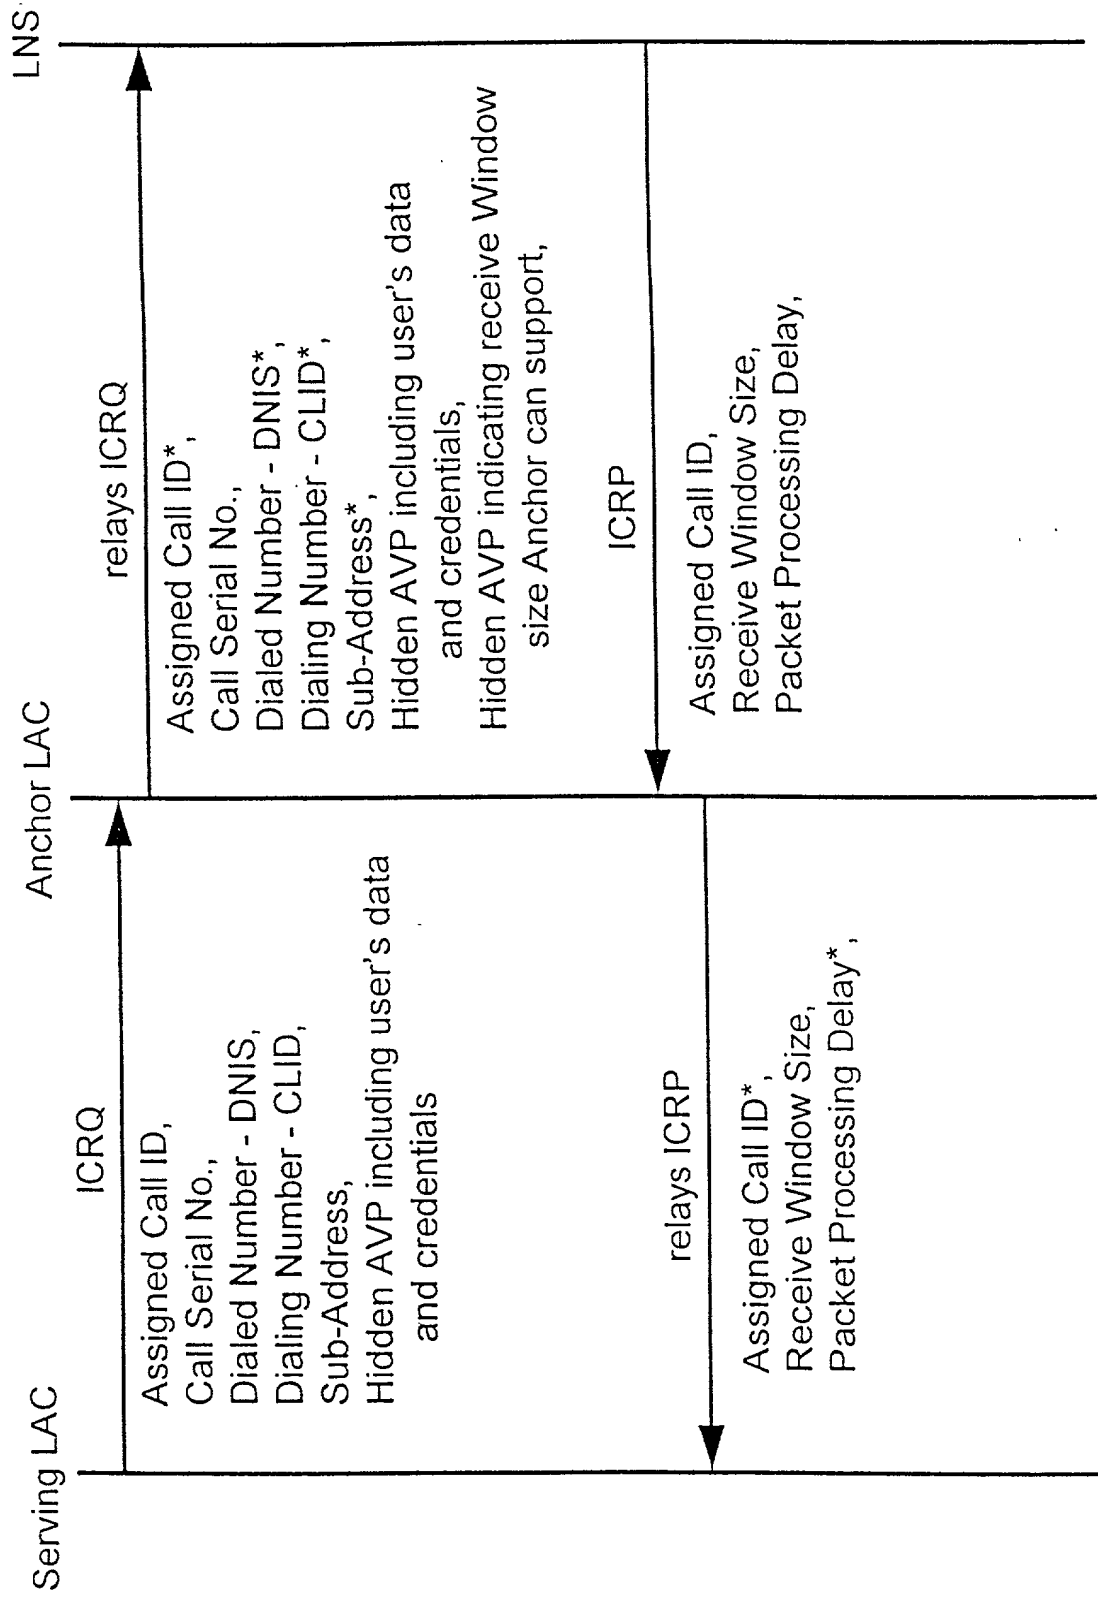 Serving LAC
Anchor LAC
LNS
ICRQ
Assigned Call ID,
Call Serial No.,
Dialed Number - DNIS,
Dialing Number - CLID,
Sub-Address,
Hidden AVP including user's data
and credentials
relays ICRQ
Assigned Call ID*,
Call Serial No.,
Dialed Number - DNIS*,
Dialing Number - CLID*,
Sub-Address*,
Hidden AVP including user's data
and credentials,
Hidden AVP indicating receive Window
size Anchor can support,
ICRP
Assigned Call ID,
Receive Window Size,
Packet Processing Delay,
relays ICRP
Assigned Call ID*,
Receive Window Size,
Packet Processing Delay*,